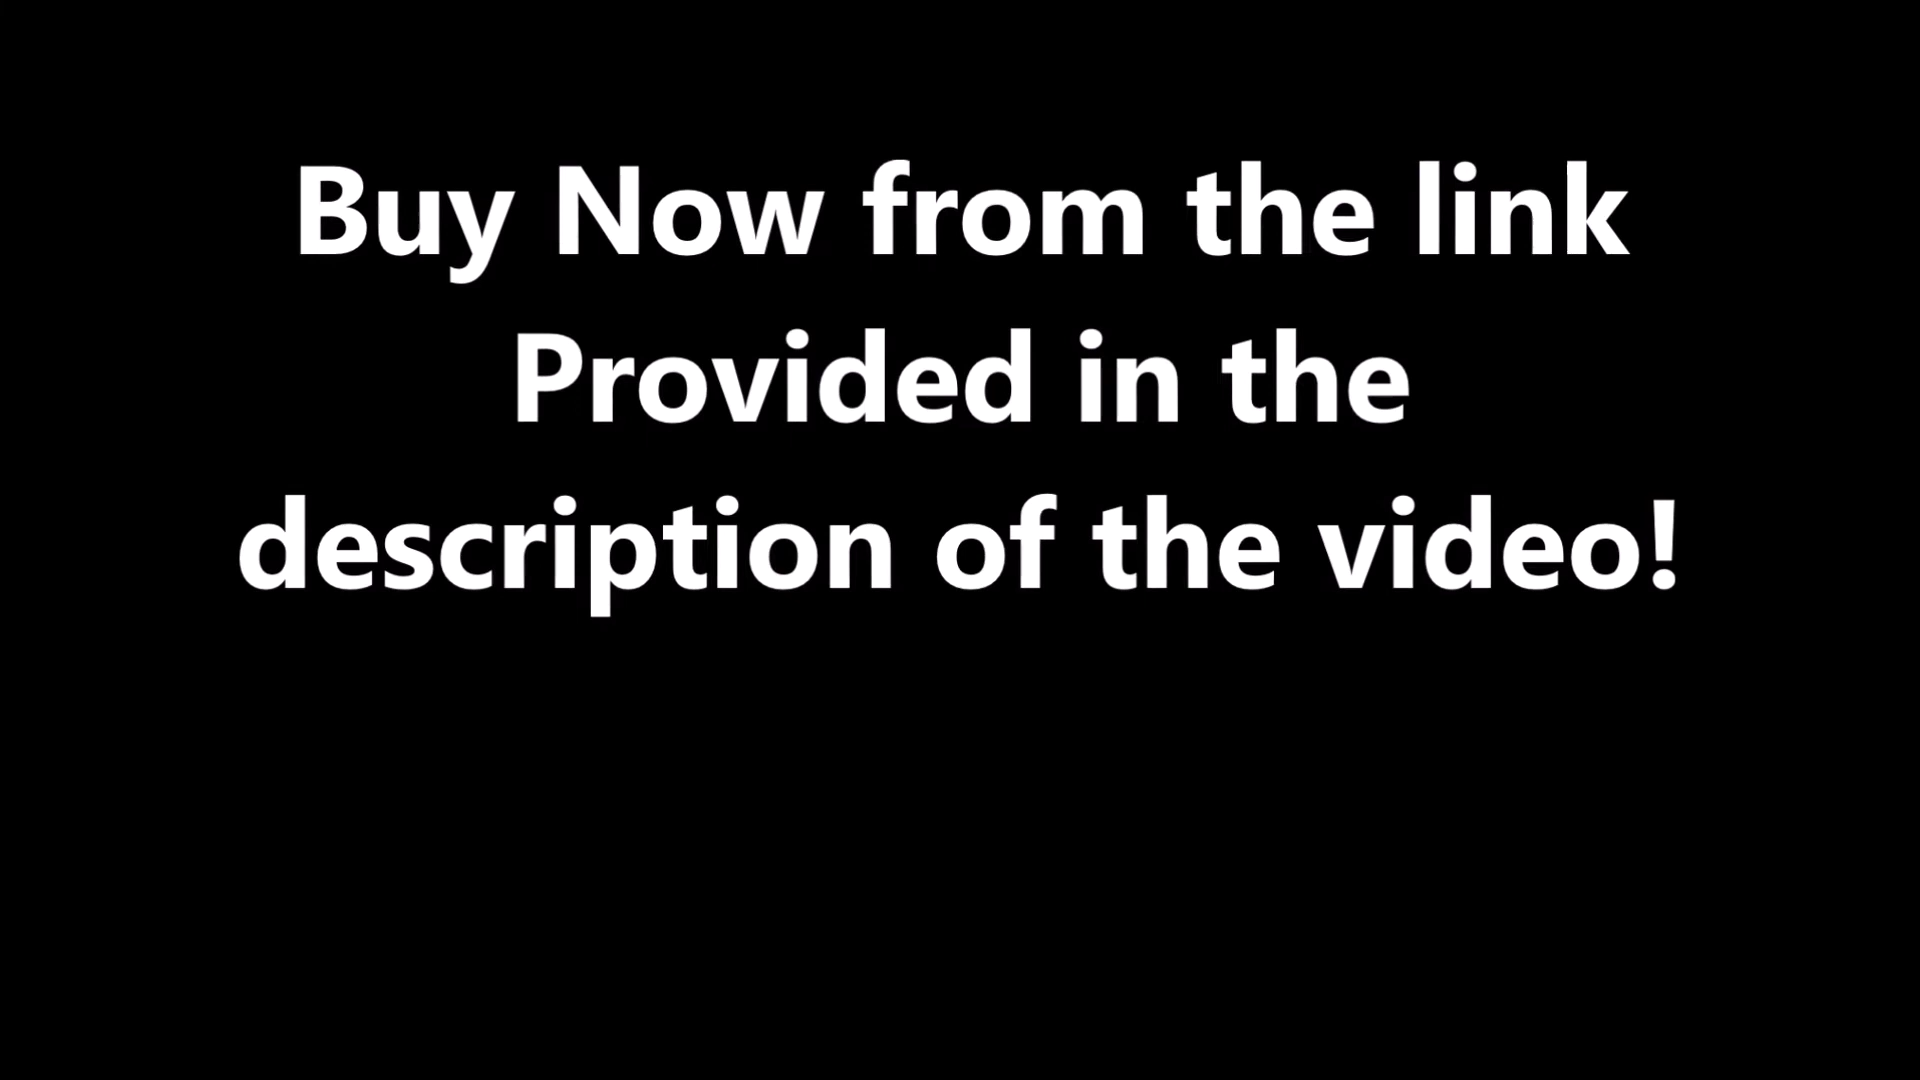 Buy Now from the link
Provided in the
description of the video!